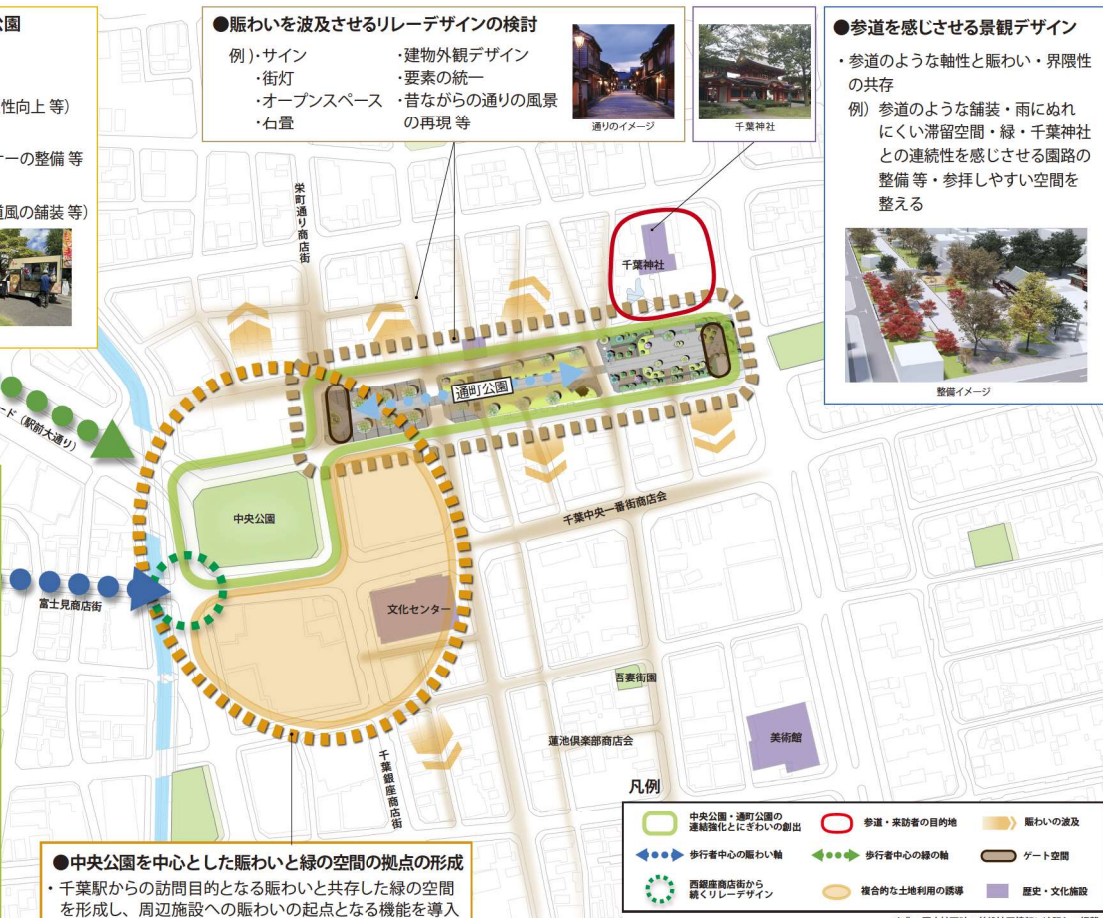 公園
性向上 等)
ナーの整備 等
道風の舗装 等)
●賑わいを波及させるリレーデザインの検討
例）・サイン
・街灯
・オープンスペース
・石畳
・建物外観デザイン
・要素の統一
・昔ながらの通りの風景
の再現 等
通りのイメージ
千葉神社
●参道を感じさせる景観デザイン
・参道のような軸性と賑わい・界隈性
の共存
例）参道のような舗装・雨にぬれ
にくい滞留空間・緑・千葉神社
との連続性を感じさせる園路の
整備 等・参拝しやすい空間を
整える
整備イメージ
栄町通り商店街
千葉神社
通町公園
ード（駅前大通り）
中央公園
千葉中央一番街商店会
富士見商店街
文化センター
吾妻街園
蓮池倶楽部商店会
美術館
千葉銀座商店街
●中央公園を中心とした賑わいと緑の空間の拠点の形成
・千葉駅からの訪問目的となる賑わいと共存した緑の空間
を形成し、周辺施設への賑わいの起点となる機能を導入
凡例
中央公園・通町公園の
連結強化とにぎわいの創出
参道・来訪者の目的地
賑わいの波及
歩行者中心の賑わい軸
歩行者中心の緑の軸
ゲート空間
西銀座商店街から
続くリレーデザイン
複合的な土地利用の誘導
歴史・文化施設